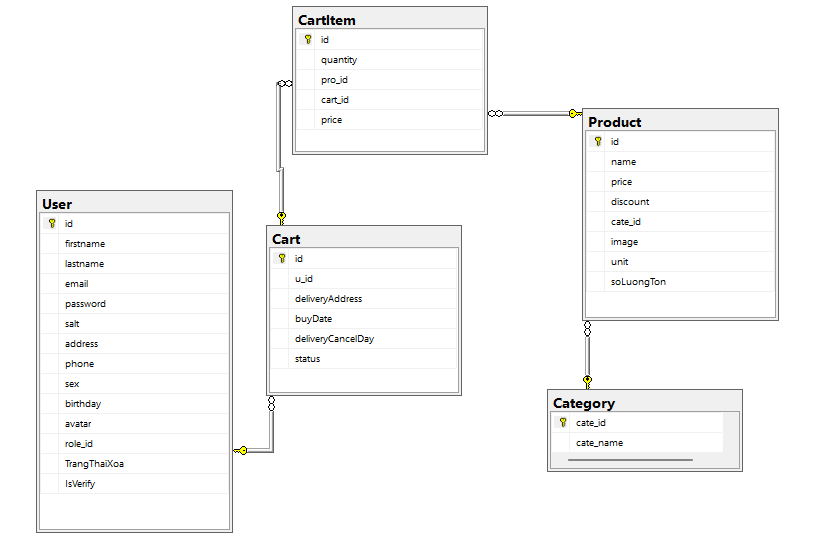 CartItem
id
quantity
pro_id
cart_id
price
Product
id
name
price
discount
cate_id
image
unit
soLuongTon
User
id
firstname
lastname
email
password
salt
address
phone
sex
birthday
avatar
role_id
TrangThaiXoa
IsVerify
Cart
id
u_id
deliveryAddress
buyDate
deliveryCancelDay
status
Category
cate_id
cate_name